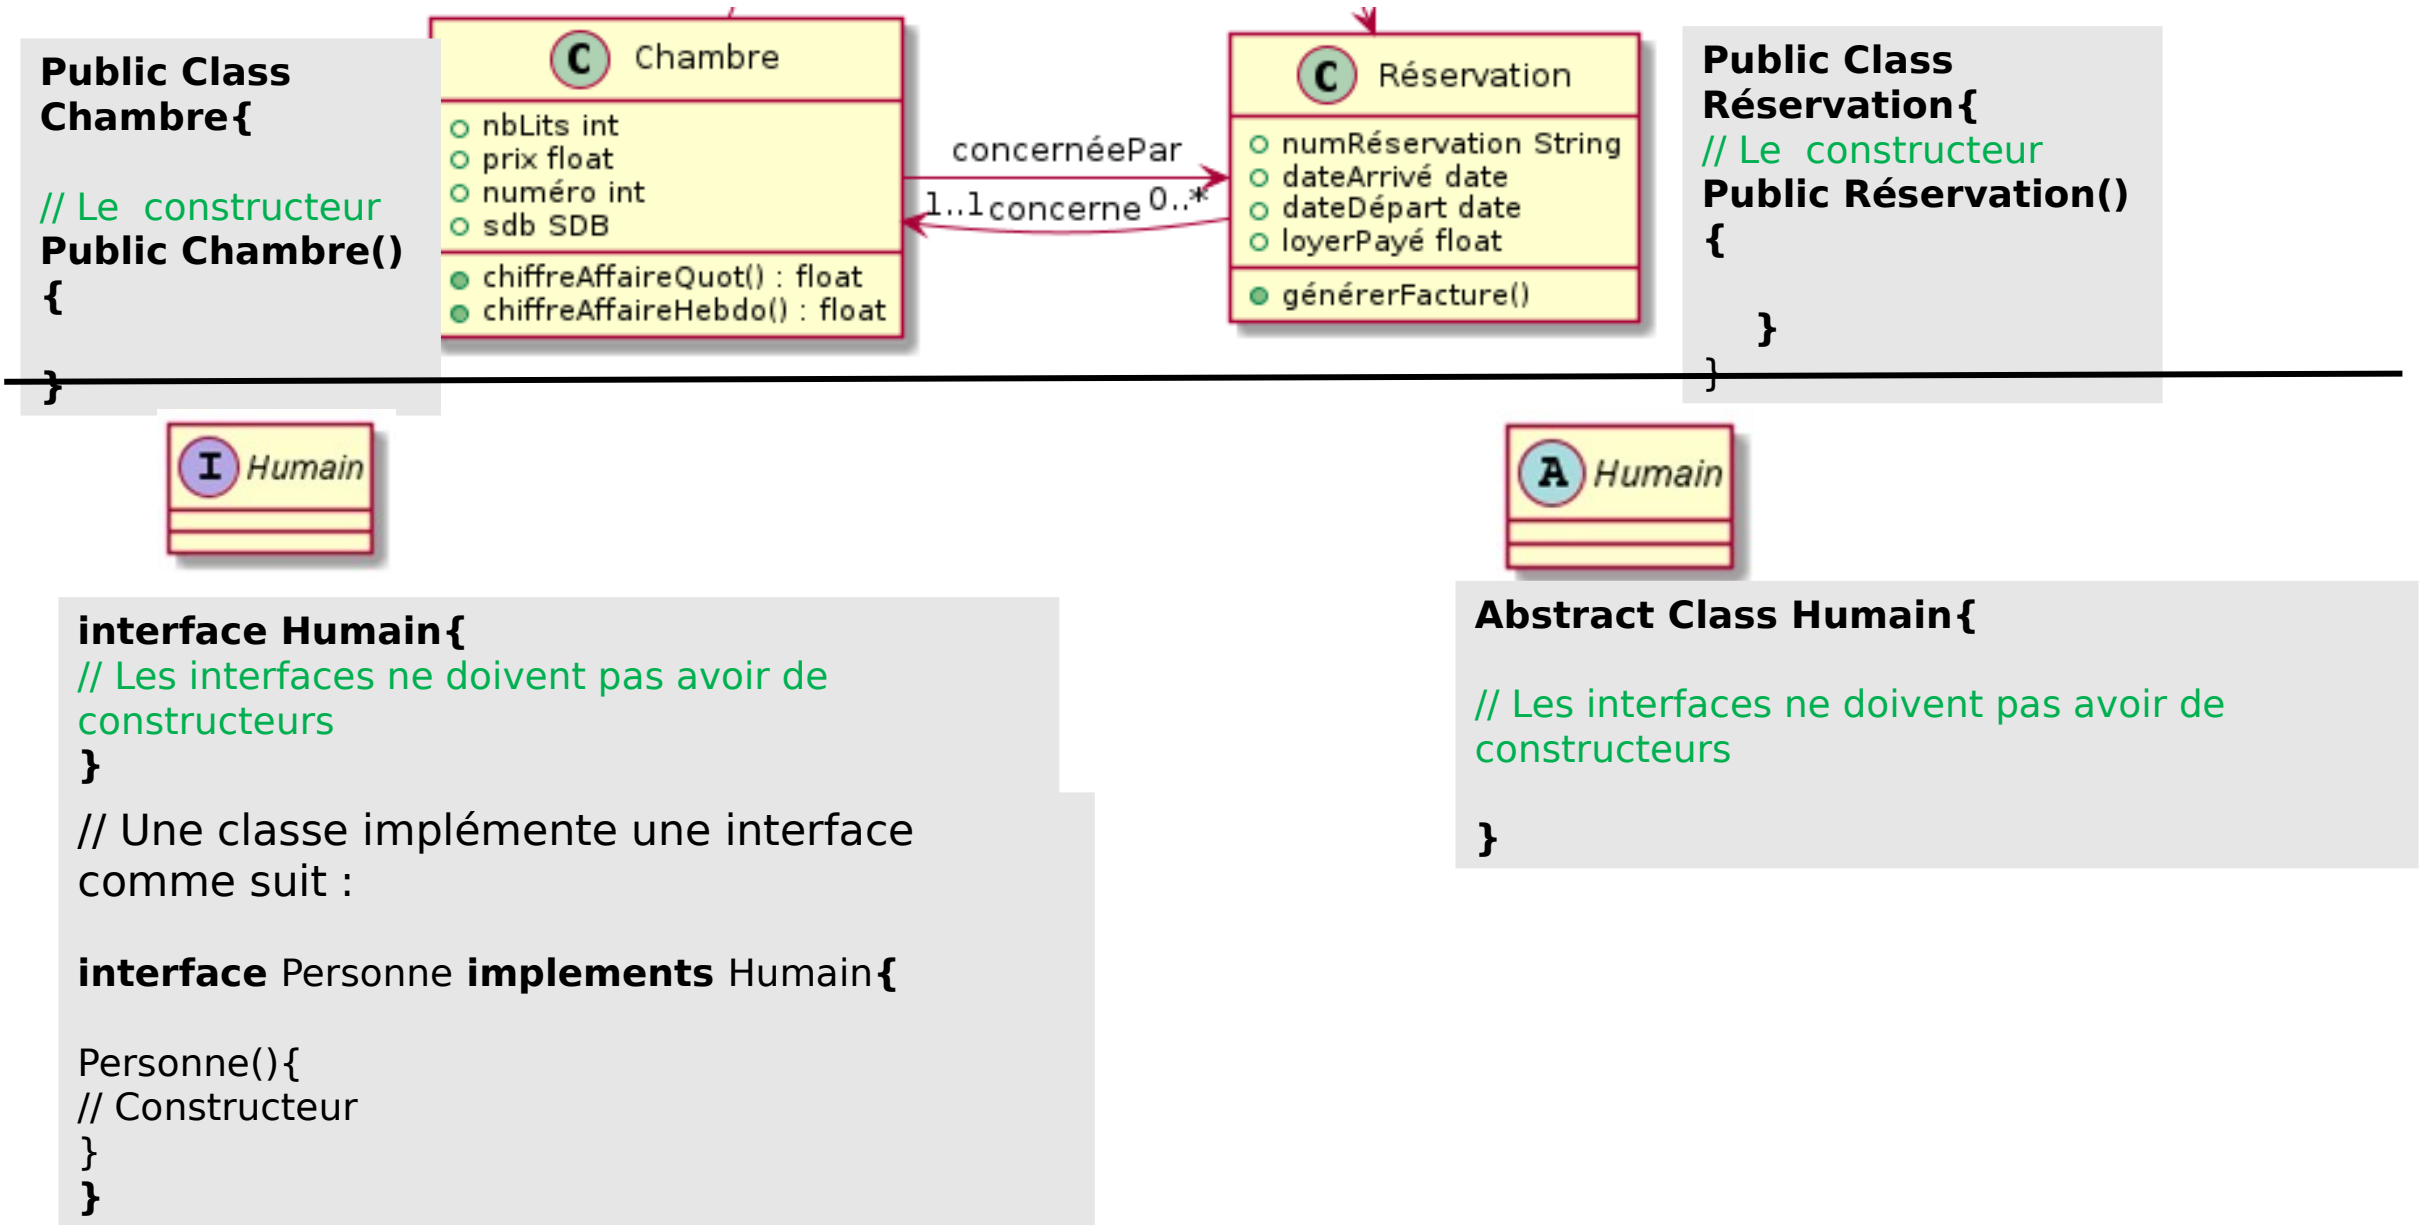 Public Class
Chambre{
// Le  constructeur
Public Chambre()
{
}
C Chambre
nbLits int
prix float
numéro int
sdb SDB
chiffreAffaireQuot() : float
chiffreAffaireHebdo() : float
concernéePar
1..1 concerne 0..*
C Réservation
numRéservation String
dateArrivé date
dateDépart date
loyerPayé float
générerFacture()
Public Class
Réservation{
// Le  constructeur
Public Réservation()
{
}
}
I Humain
interface Humain{
// Les interfaces ne doivent pas avoir de
constructeurs
}
// Une classe implémente une interface
comme suit :
interface Personne implements Humain{
Personne(){
// Constructeur
}
}
A Humain
Abstract Class Humain{
// Les interfaces ne doivent pas avoir de
constructeurs
}